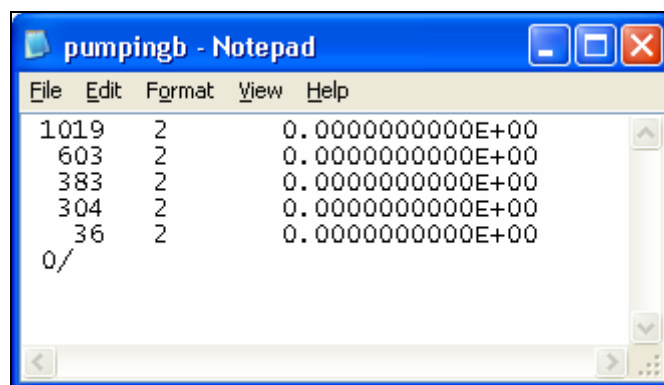 pumpingb - Notepad
File Edit Format View Help
1019 2 0.0000000000E+00
603 2 0.0000000000E+00
383 2 0.0000000000E+00
304 2 0.0000000000E+00
36 2 0.0000000000E+00
0/